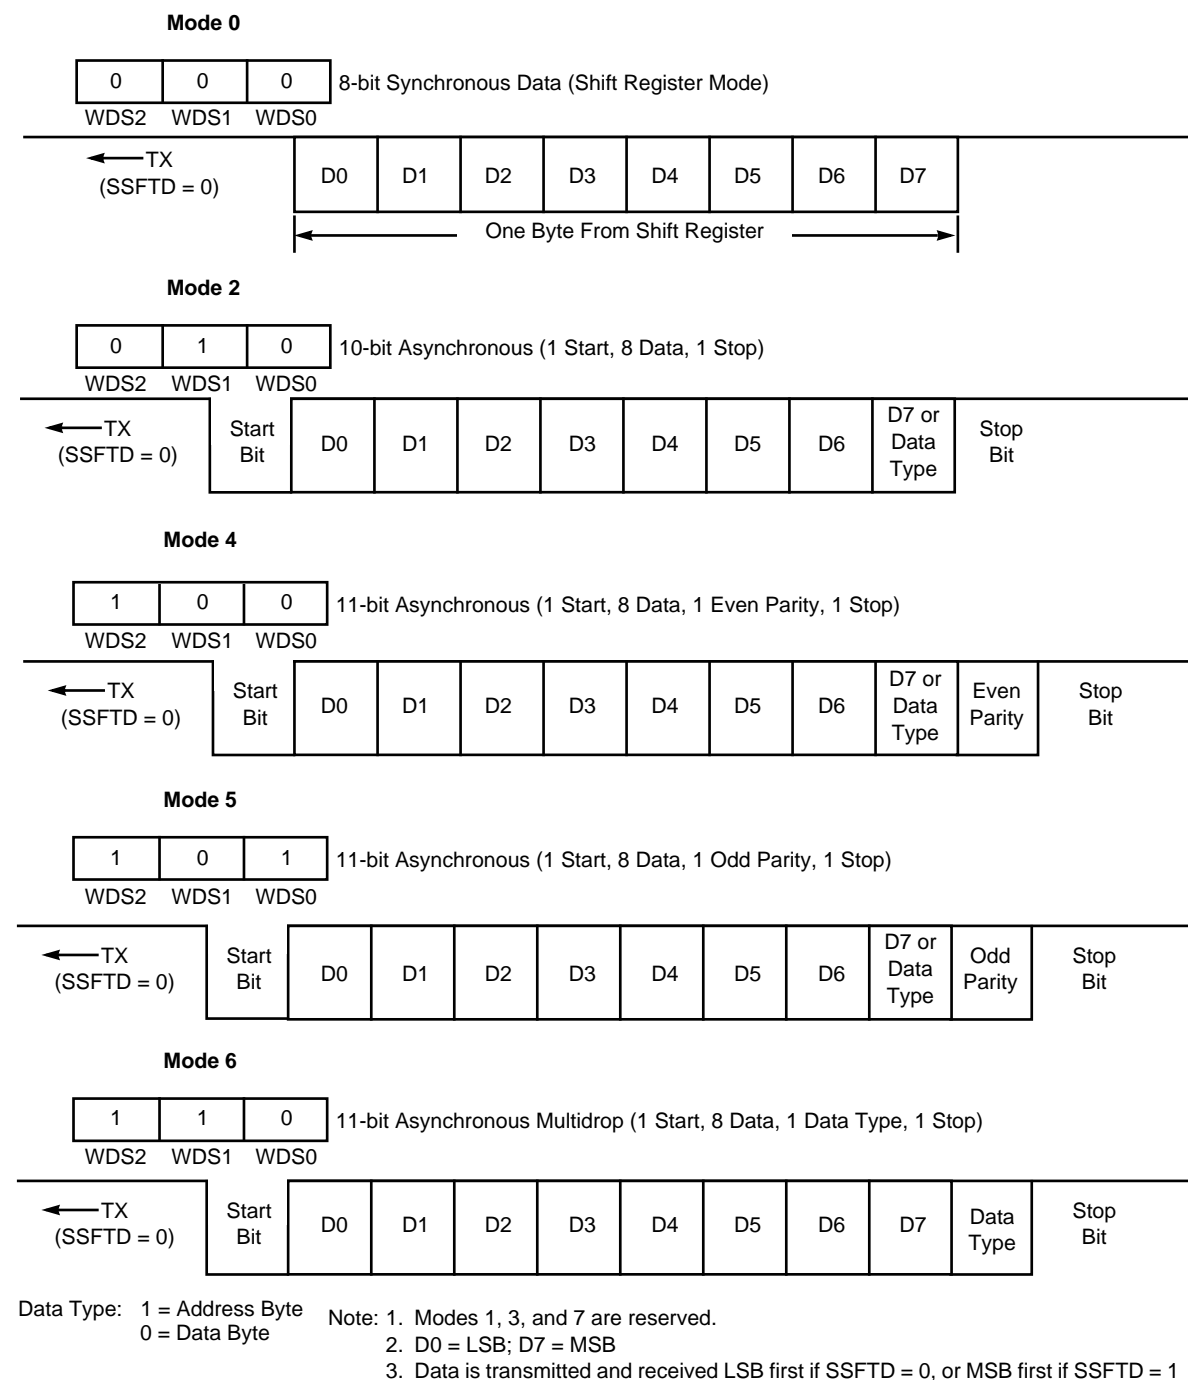 Mode 0
0 0 0 8-bit Synchronous Data (Shift Register Mode)
WDS2 WDS1 WDS0
TX
(SSFTD = 0)
D0 D1 D2 D3 D4 D5 D6 D7
One Byte From Shift Register
Mode 2
0 1 0 10-bit Asynchronous (1 Start, 8 Data, 1 Stop)
WDS2 WDS1 WDS0
TX
(SSFTD = 0)
Start
Bit
D0 D1 D2 D3 D4 D5 D6
D7 or
Data
Type
Stop
Bit
Mode 4
1 0 0 11-bit Asynchronous (1 Start, 8 Data, 1 Even Parity, 1 Stop)
WDS2 WDS1 WDS0
TX
(SSFTD = 0)
Start
Bit
D0 D1 D2 D3 D4 D5 D6
D7 or
Data
Type
Even
Parity
Stop
Bit
Mode 5
1 0 1 11-bit Asynchronous (1 Start, 8 Data, 1 Odd Parity, 1 Stop)
WDS2 WDS1 WDS0
TX
(SSFTD = 0)
Start
Bit
D0 D1 D2 D3 D4 D5 D6
D7 or
Data
Type
Odd
Parity
Stop
Bit
Mode 6
1 1 0 11-bit Asynchronous Multidrop (1 Start, 8 Data, 1 Data Type, 1 Stop)
WDS2 WDS1 WDS0
TX
(SSFTD = 0)
Start
Bit
D0 D1 D2 D3 D4 D5 D6 D7
Data
Type
Stop
Bit
Data Type: 1 = Address Byte
0 = Data Byte
Note: 1. Modes 1, 3, and 7 are reserved.
2. D0 = LSB; D7 = MSB
3. Data is transmitted and received LSB first if SSFTD = 0, or MSB first if SSFTD = 1